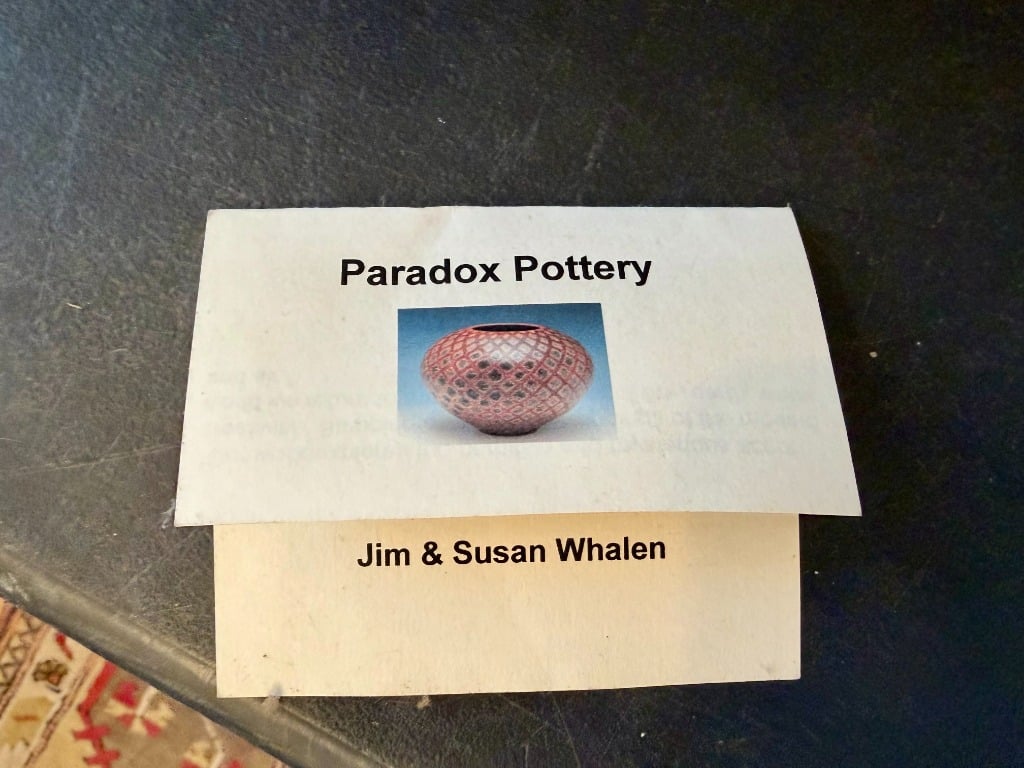 Paradox Pottery
Jim & Susan Whalen